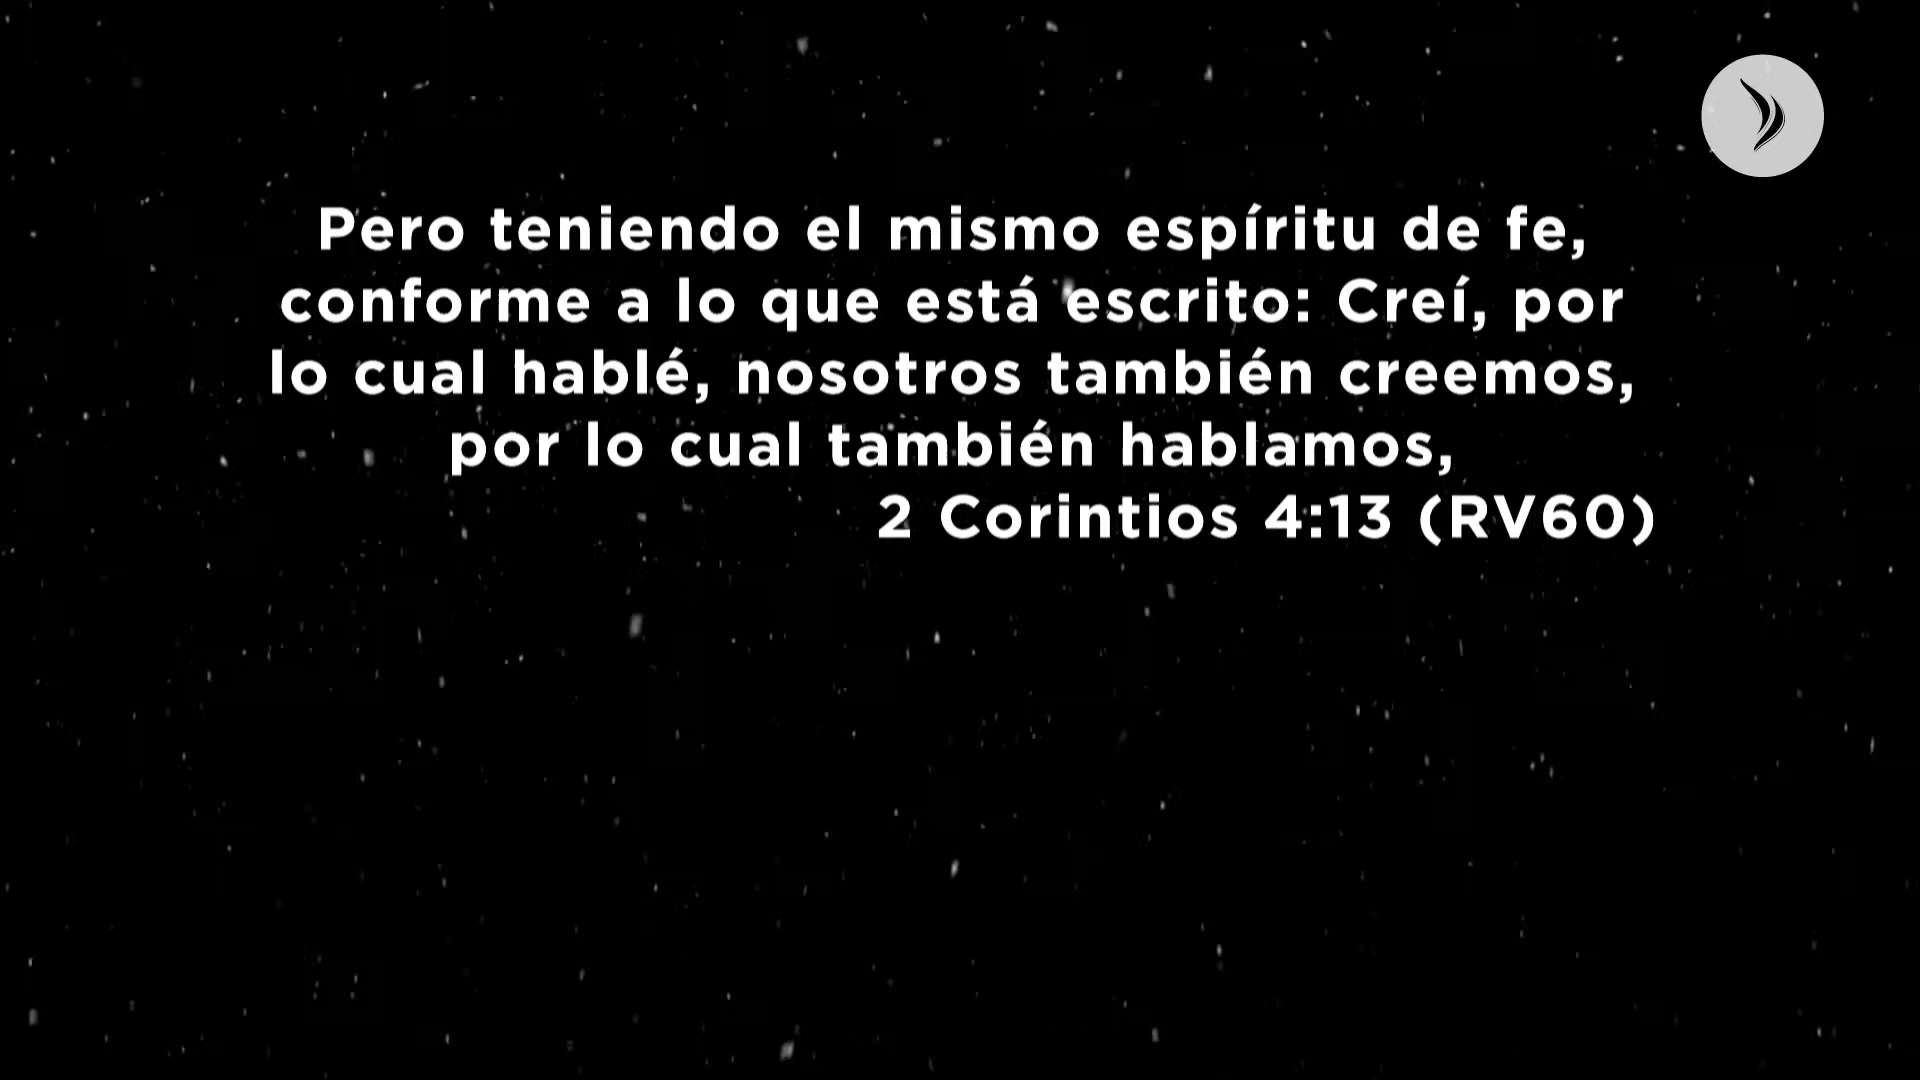 Pero teniendo el mismo espíritu de fe,
conforme a lo que está escrito: Creí, por
lo cual hablé, nosotros también creemos,
por lo cual también hablamos,
2 Corintios 4:13 (RV60)